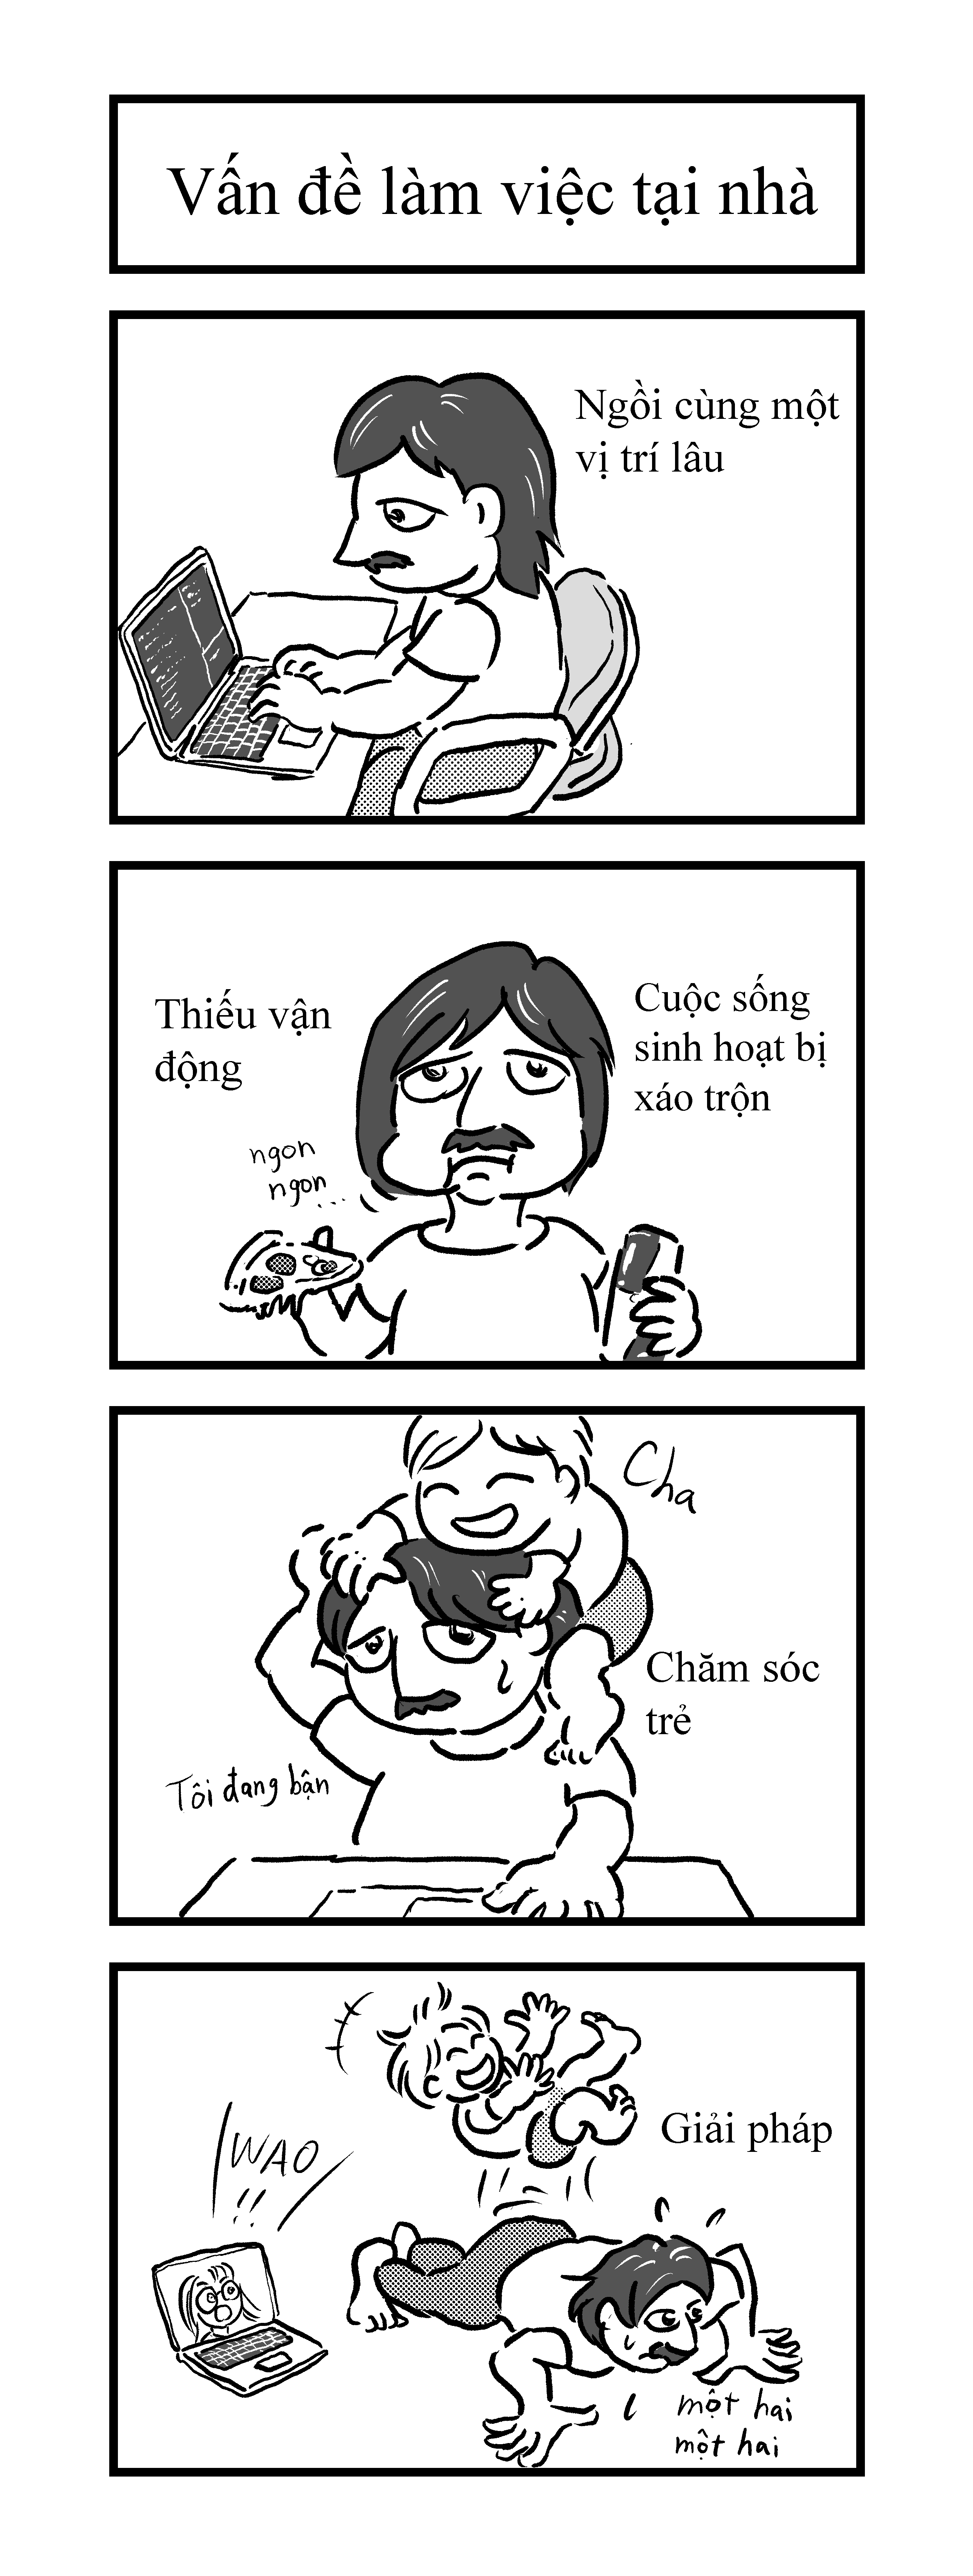 Vấn đề làm việc tại nhà
Ngồi cùng một
vị trí lâu
Thiếu vận
động
Cuộc sống
sinh hoạt bị
xáo trộn
ngon
ngon...
Cha
Chăm sóc
trẻ
Tôi đang bận
Giải pháp
WAO
!!
một hai
một hai